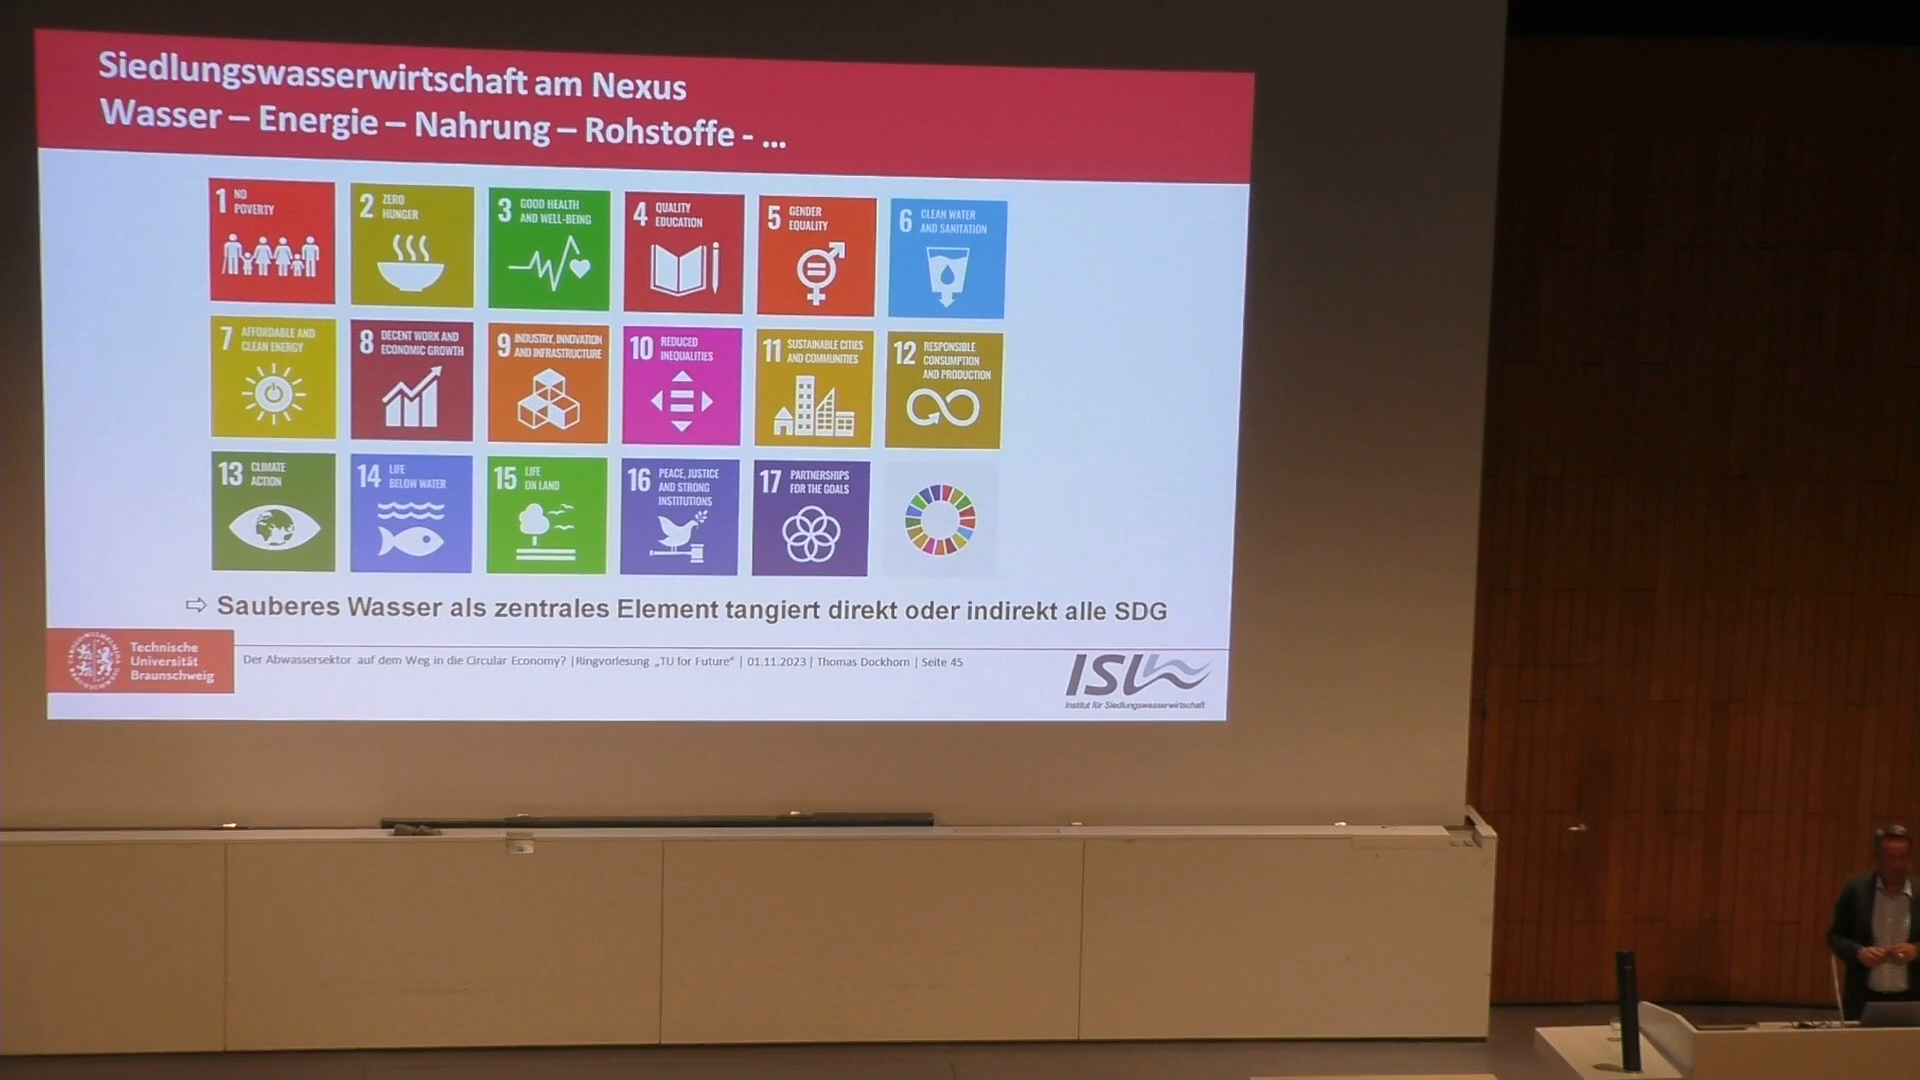 Siedlungswasserwirtschaft am Nexus
Wasser – Energie – Nahrung – Rohstoffe - ...
1 NO
POVERTY
2 ZERO
HUNGER
3 GOOD HEALTH
AND WELL-BEING
4 QUALITY
EDUCATION
5 GENDER
EQUALITY
6 CLEAN WATER
AND SANITATION
7 AFFORDABLE AND
CLEAN ENERGY
8 DECENT WORK AND
ECONOMIC GROWTH
9 INDUSTRY, INNOVATION
AND INFRASTRUCTURE
10 REDUCED
INEQUALITIES
11 SUSTAINABLE CITIES
AND COMMUNITIES
12 RESPONSIBLE
CONSUMPTION
AND PRODUCTION
13 CLIMATE
ACTION
14 LIFE
BELOW WATER
15 LIFE
ON LAND
16 PEACE, JUSTICE
AND STRONG
INSTITUTIONS
17 PARTNERSHIPS
FOR THE GOALS
⇨ Sauberes Wasser als zentrales Element tangiert direkt oder indirekt alle SDG
Technische
Universität
Braunschweig
Der Abwassersektor auf dem Weg in die Circular Economy? |Ringvorlesung „TU for Future“ | 01.11.2023 | Thomas Dockhorn | Seite 45
ISW
Institut für Siedlungswasserwirtschaft